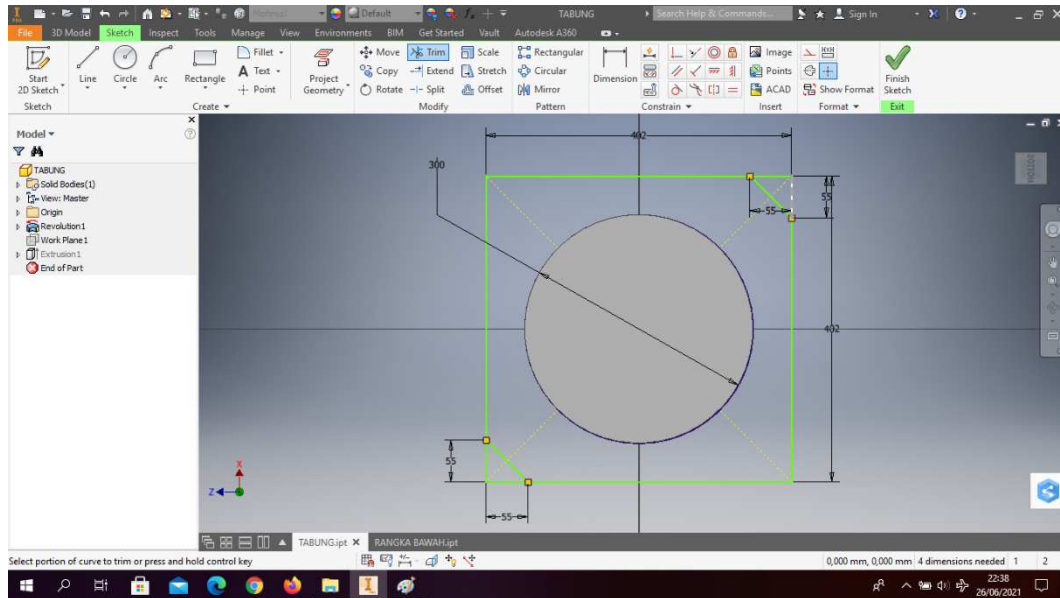 Material Default TABUNG Search Help & Commands... Sign In
File 3D Model Sketch Inspect Tools Manage View Environments BIM Get Started Vault Autodesk A360
Start 2D Sketch Line Circle Arc Rectangle Fillet Text Point Project Geometry Move Trim Scale Copy Extend Stretch Rotate Split Offset Rectangular Circular Mirror Dimension Image Points ACAD Show Format Finish Sketch
Sketch Create Modify Pattern Constrain Insert Format Exit
Model
TABUNG
Solid Bodies(1)
View: Master
Origin
Revolution1
Work Plane1
Extrusion1
End of Part
402
300
55
55
402
55
55
BOTTOM
X
Z
TABUNG.ipt RANGKA BAWAH.ipt
Select portion of curve to trim or press and hold control key 0,000 mm, 0,000 mm 4 dimensions needed 1 2
22:38
26/06/2021